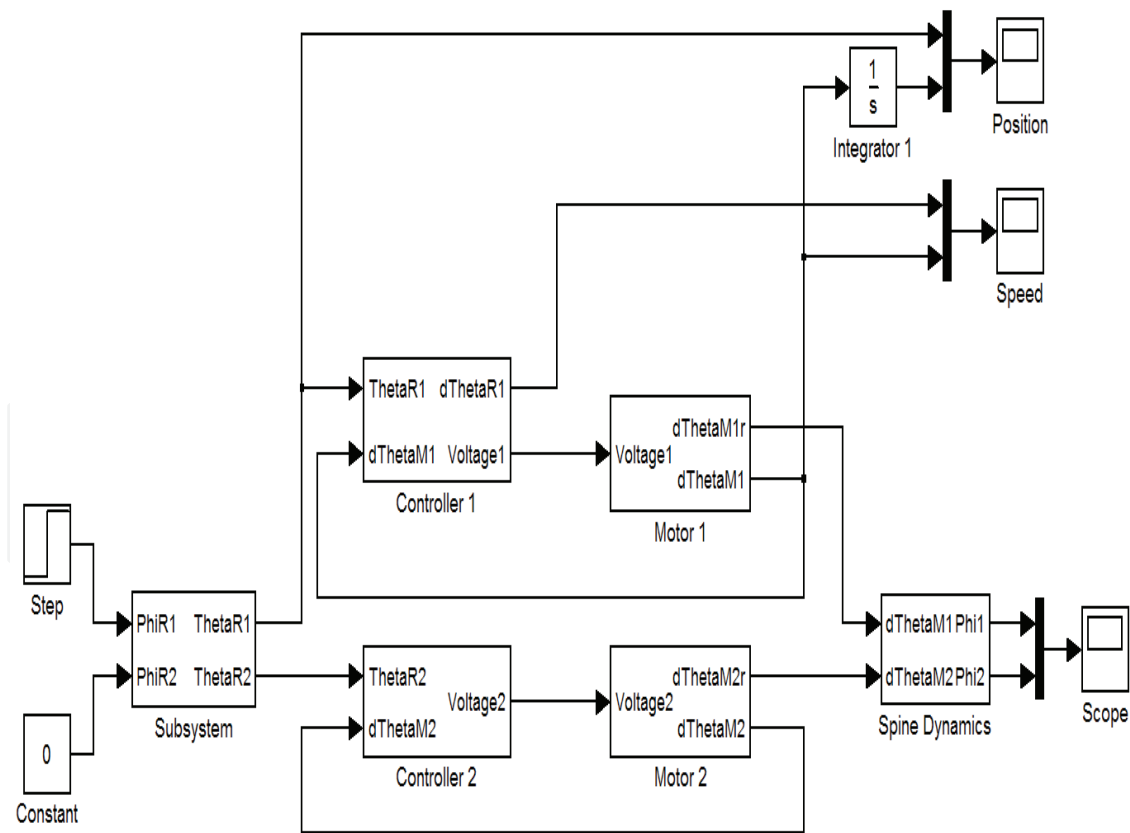 1
s
Integrator 1
Position
Speed
ThetaR1 dThetaR1
dThetaM1 Voltage1
Controller 1
dThetaM1r
Voltage1
dThetaM1
Motor 1
Step
PhiR1 ThetaR1
PhiR2 ThetaR2
Subsystem
0
Constant
ThetaR2
Voltage2
dThetaM2
Controller 2
dThetaM2r
Voltage2
dThetaM2
Motor 2
dThetaM1 Phi1
dThetaM2 Phi2
Spine Dynamics
Scope